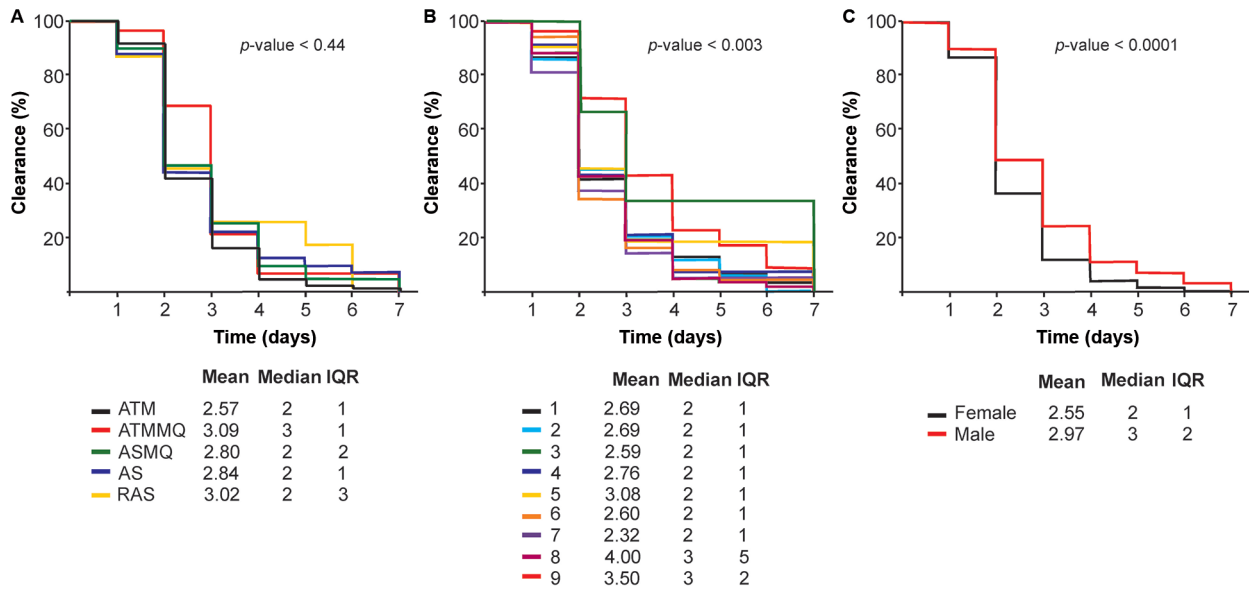 A
B
C
100
80
60
40
20
Clearance (%)
p-value < 0.44
1 2 3 4 5 6 7
Time (days)
100
80
60
40
20
Clearance (%)
p-value < 0.003
1 2 3 4 5 6 7
Time (days)
100
80
60
40
20
Clearance (%)
p-value < 0.0001
1 2 3 4 5 6 7
Time (days)
Mean Median IQR
ATM 2.57 2 1
ATMMQ 3.09 3 1
ASMQ 2.80 2 2
AS 2.84 2 1
RAS 3.02 2 3
Mean Median IQR
1 2.69 2 1
2 2.69 2 1
3 2.59 2 1
4 2.76 2 1
5 3.08 2 1
6 2.60 2 1
7 2.32 2 1
8 4.00 3 5
9 3.50 3 2
Mean Median IQR
Female 2.55 2 1
Male 2.97 3 2